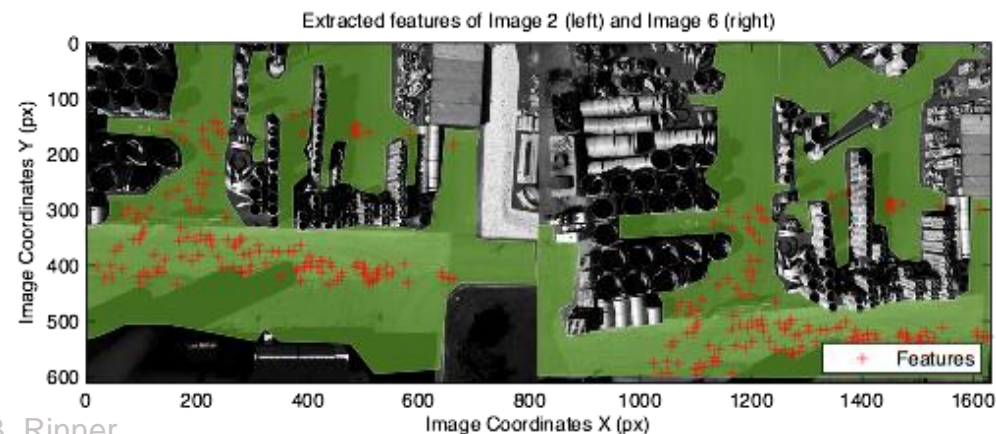 Extracted features of Image 2 (left) and Image 6 (right)
Image Coordinates Y (px)
0
100
200
300
400
500
600
Features
0 200 400 600 800 1000 1200 1400 1600
Image Coordinates X (px)
Ripper